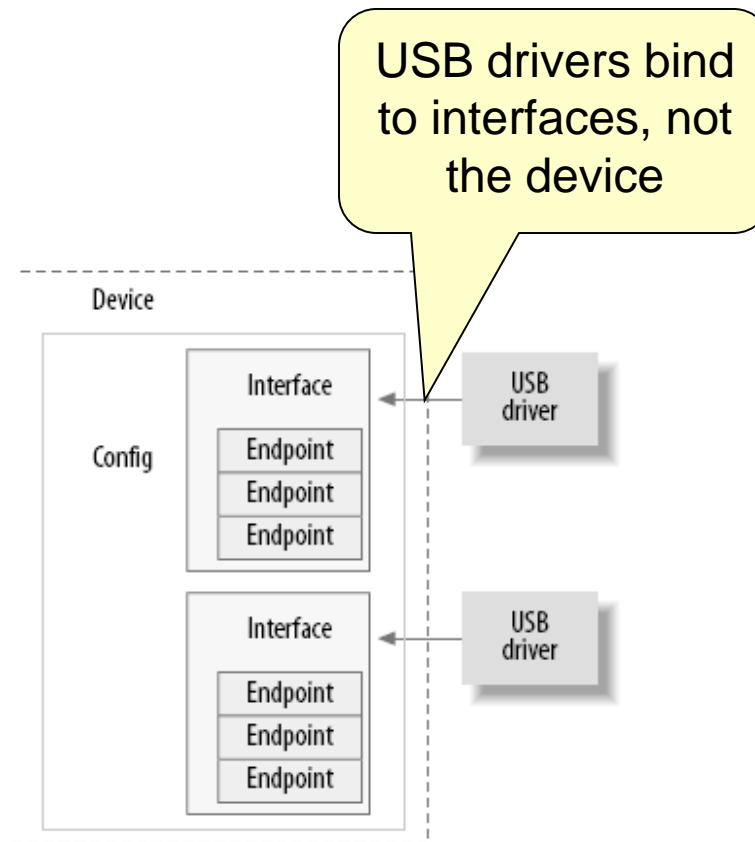 USB drivers bind
to interfaces, not
the device
Device
Config
Interface
Endpoint
Endpoint
Endpoint
USB
driver
Interface
Endpoint
Endpoint
Endpoint
USB
driver